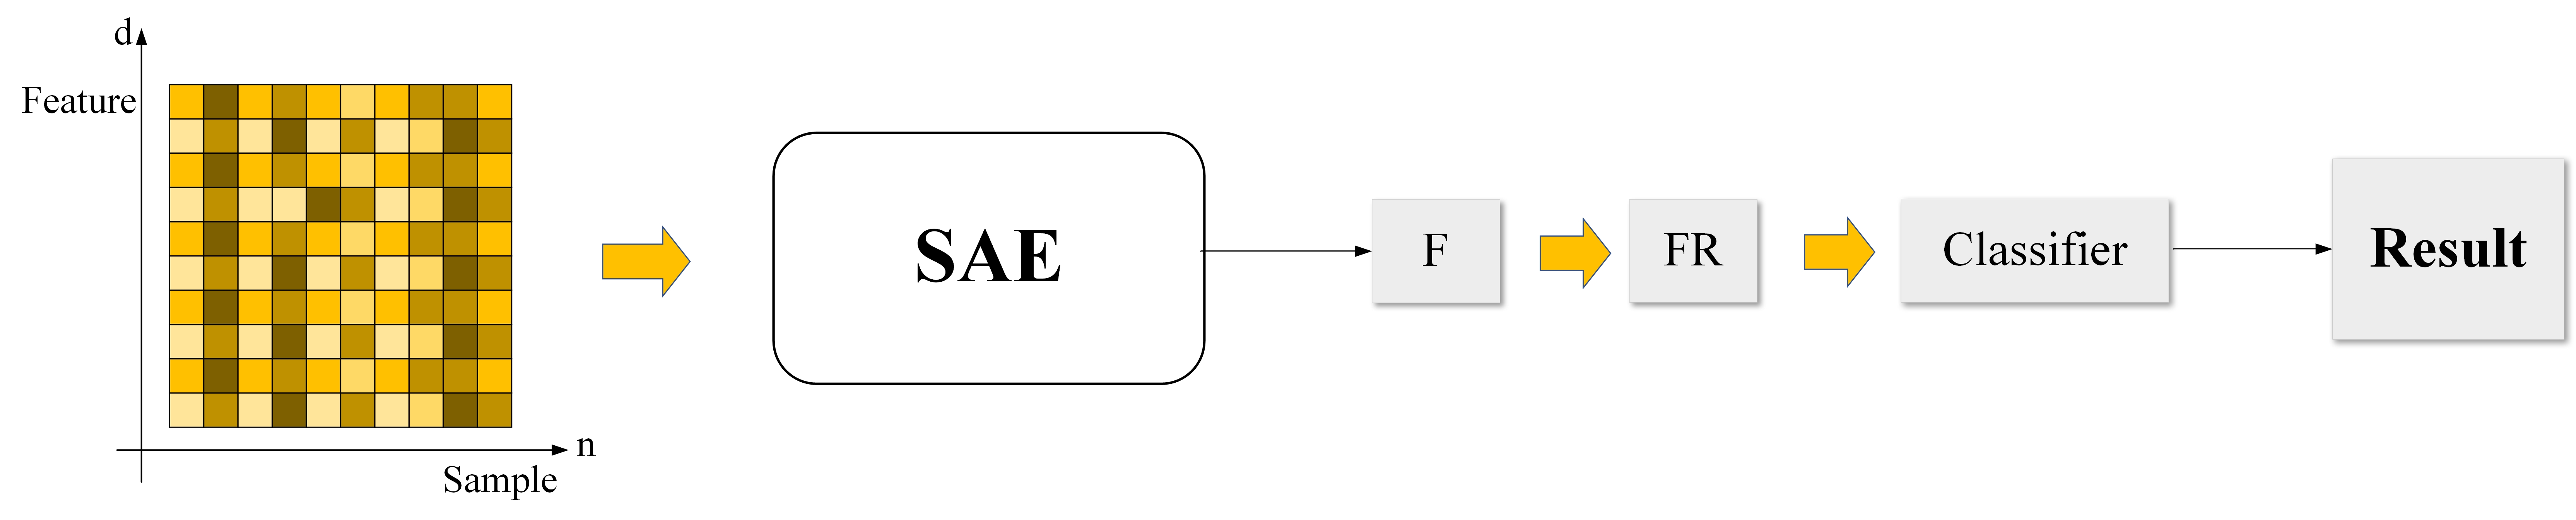 d
Feature
n
Sample
SAE
F
FR
Classifier
Result